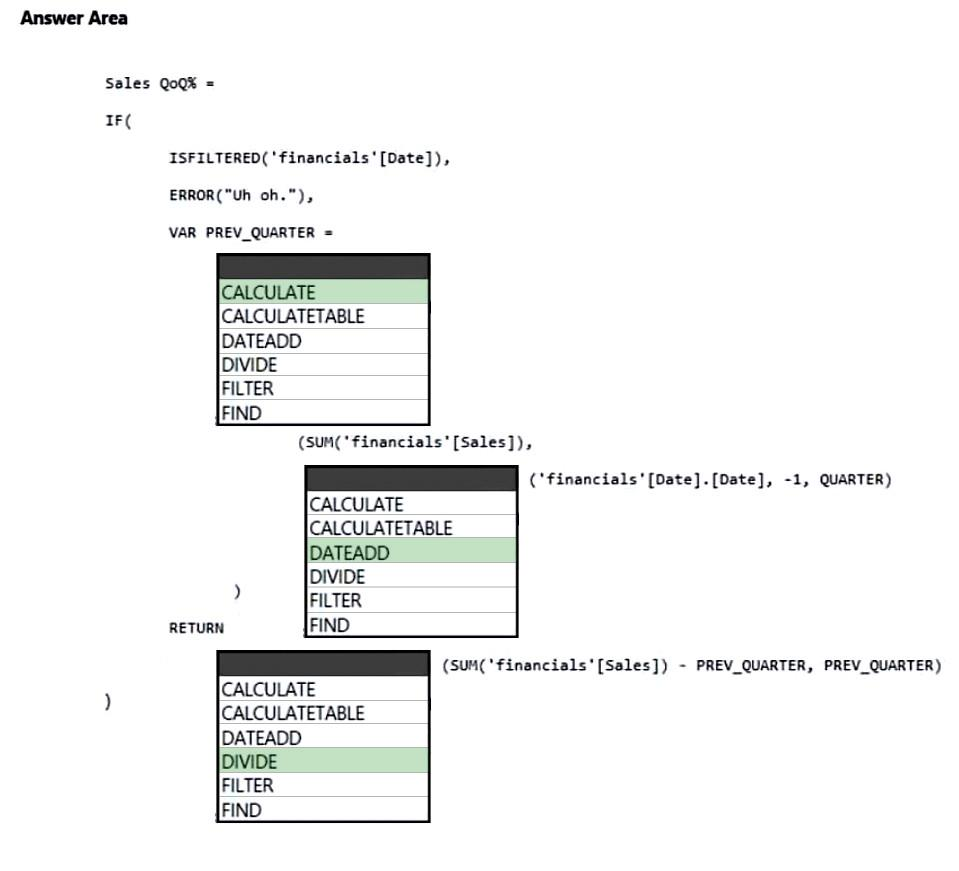 Answer Area
Sales QoQ% =
IF(
ISFILTERED('financials'[Date]),
ERROR("Uh oh."),
VAR PREV_QUARTER =
CALCULATE
CALCULATETABLE
DATEADD
DIVIDE
FILTER
FIND
(SUM('financials'[Sales]),
('financials'[Date].[Date], -1, QUARTER)
CALCULATE
CALCULATETABLE
DATEADD
DIVIDE
)
FILTER
RETURN
FIND
(SUM('financials'[Sales]) - PREV_QUARTER, PREV_QUARTER)
CALCULATE
)
CALCULATETABLE
DATEADD
DIVIDE
FILTER
FIND